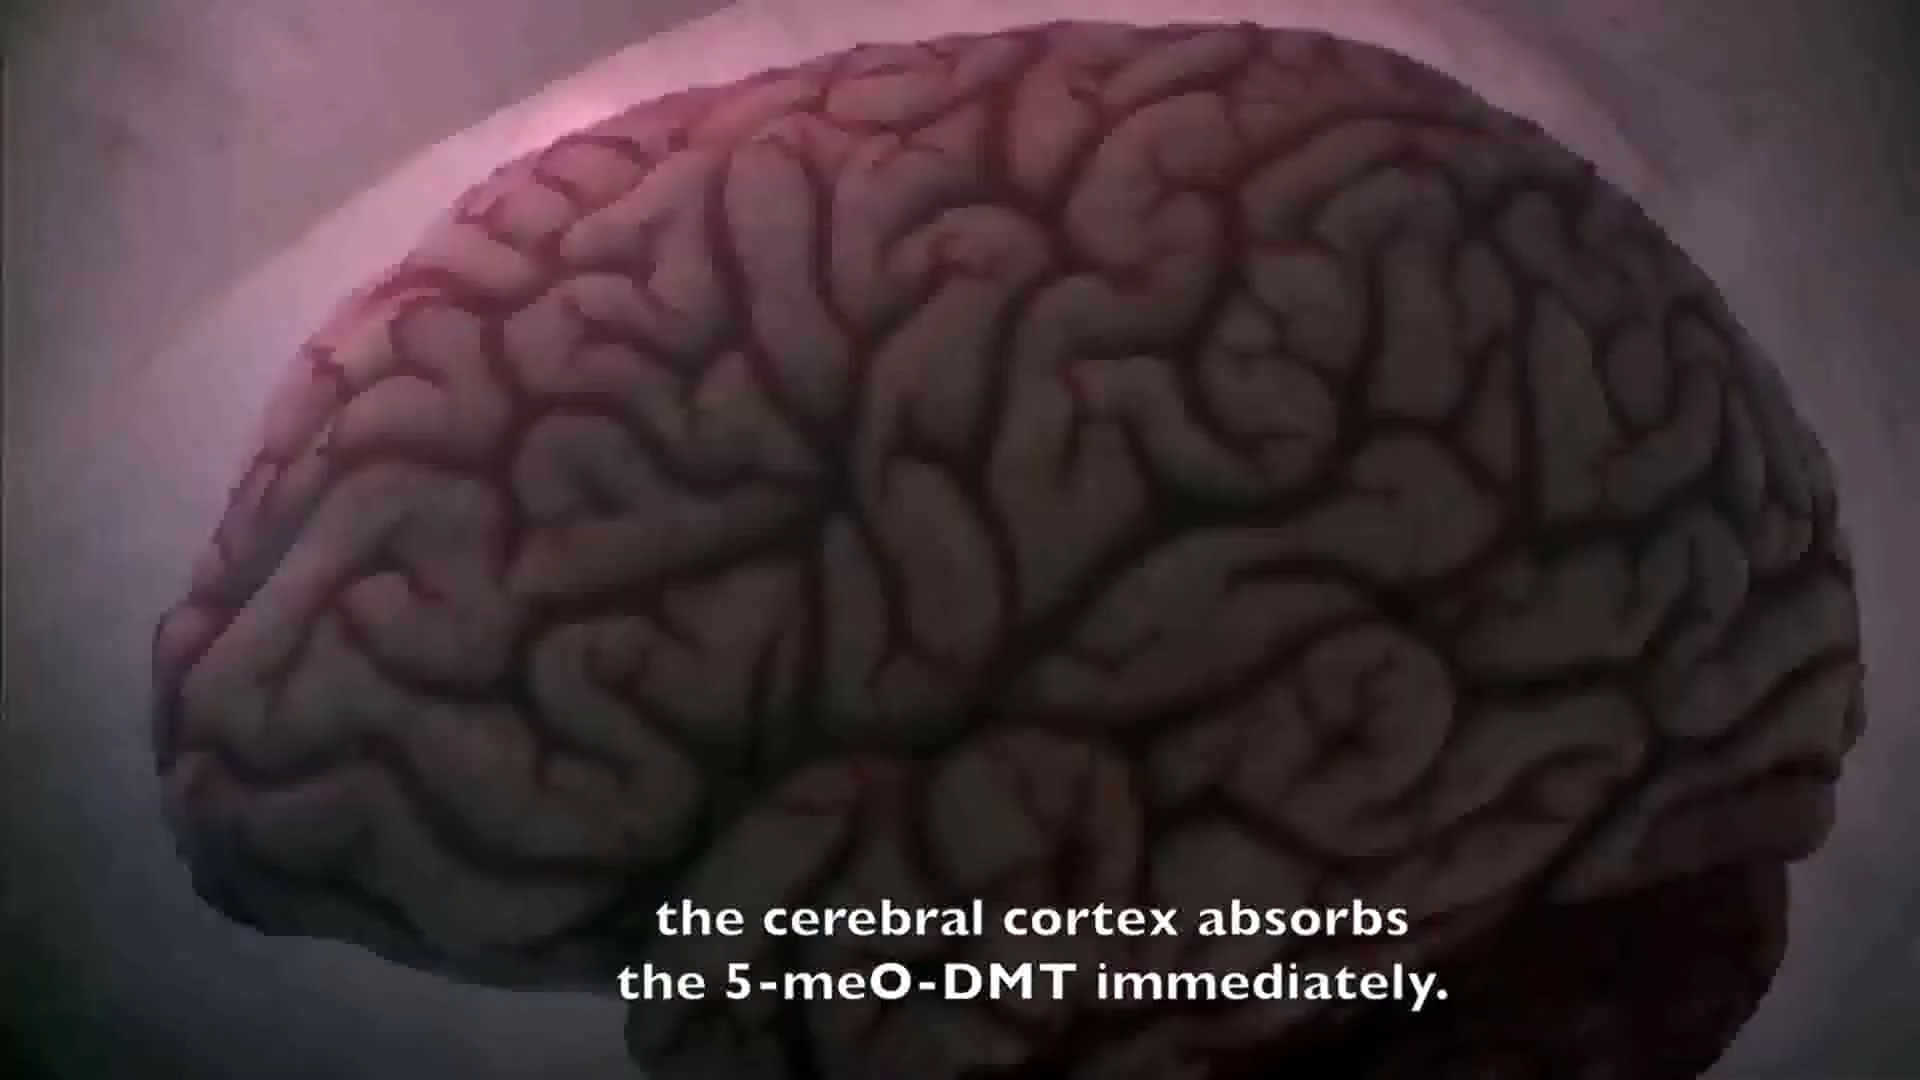 the cerebral cortex absorbs
the 5-meO-DMT immediately.